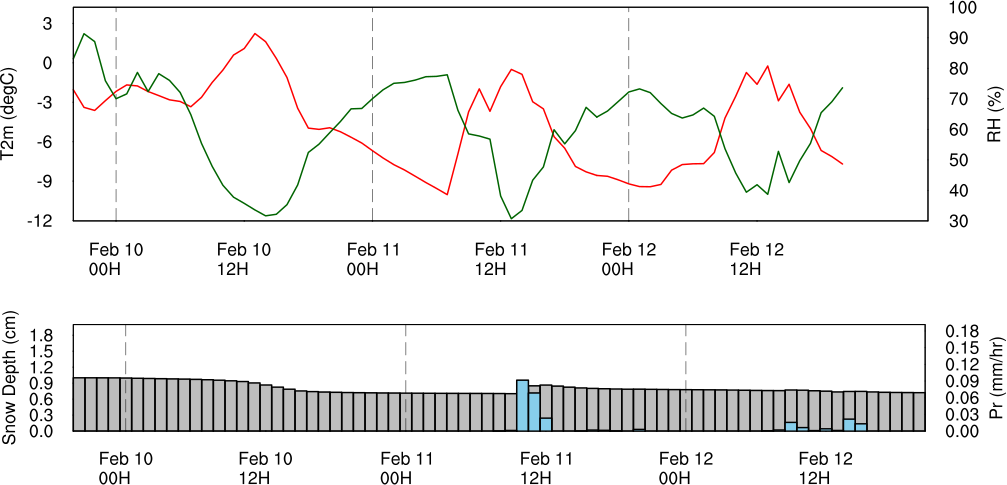 T2m (degC)
3
0
-3
-6
-9
-12
100
90
80
70
60
50
40
30
RH (%)
Feb 10
00H
Feb 10
12H
Feb 11
00H
Feb 11
12H
Feb 12
00H
Feb 12
12H
Snow Depth (cm)
1.8
1.5
1.2
0.9
0.6
0.3
0.0
0.18
0.15
0.12
0.09
0.06
0.03
0.00
Pr (mm/hr)
Feb 10
00H
Feb 10
12H
Feb 11
00H
Feb 11
12H
Feb 12
00H
Feb 12
12H